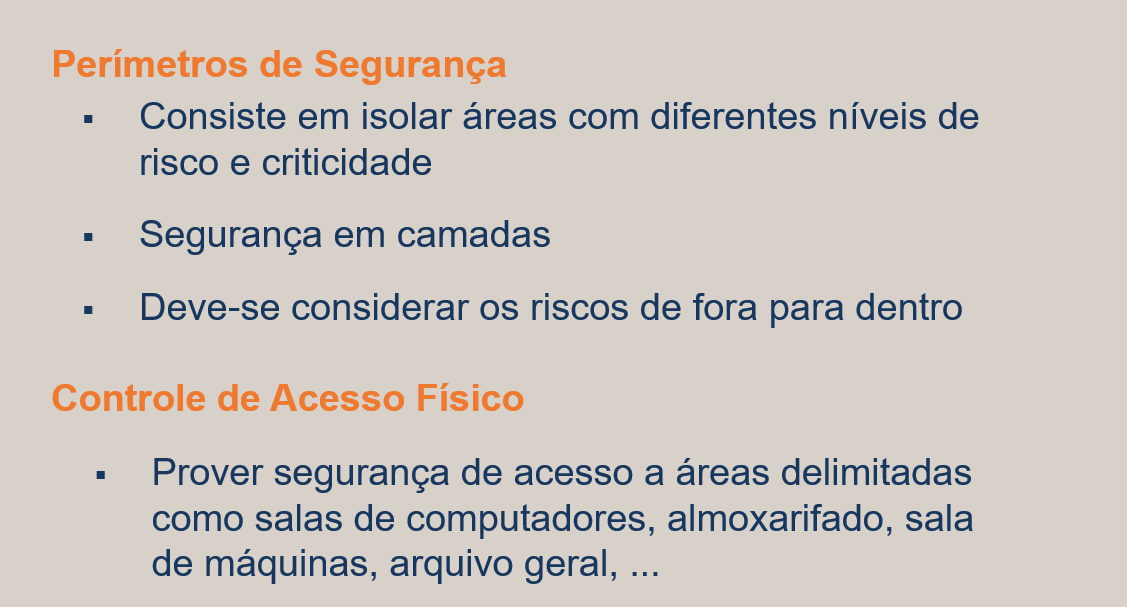 Perímetros de Segurança
▪ Consiste em isolar áreas com diferentes níveis de
risco e criticidade
▪ Segurança em camadas
▪ Deve-se considerar os riscos de fora para dentro
Controle de Acesso Físico
▪ Prover segurança de acesso a áreas delimitadas
como salas de computadores, almoxarifado, sala
de máquinas, arquivo geral, ...